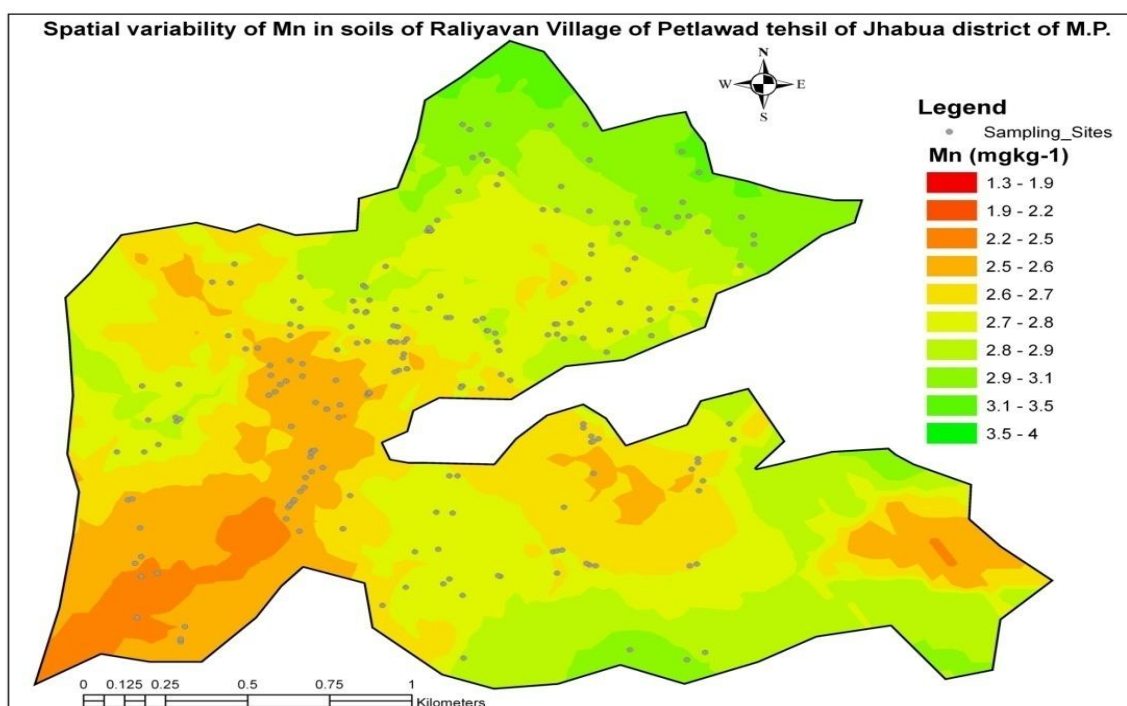 Spatial variability of Mn in soils of Raliyavan Village of Petlawad tehsil of Jhabua district of M.P.
N
W E
S
Legend
Sampling_Sites
Mn (mgkg-1)
1.3 - 1.9
1.9 - 2.2
2.2 - 2.5
2.5 - 2.6
2.6 - 2.7
2.7 - 2.8
2.8 - 2.9
2.9 - 3.1
3.1 - 3.5
3.5 - 4
0 0.125 0.25 0.5 0.75 1
Kilometers